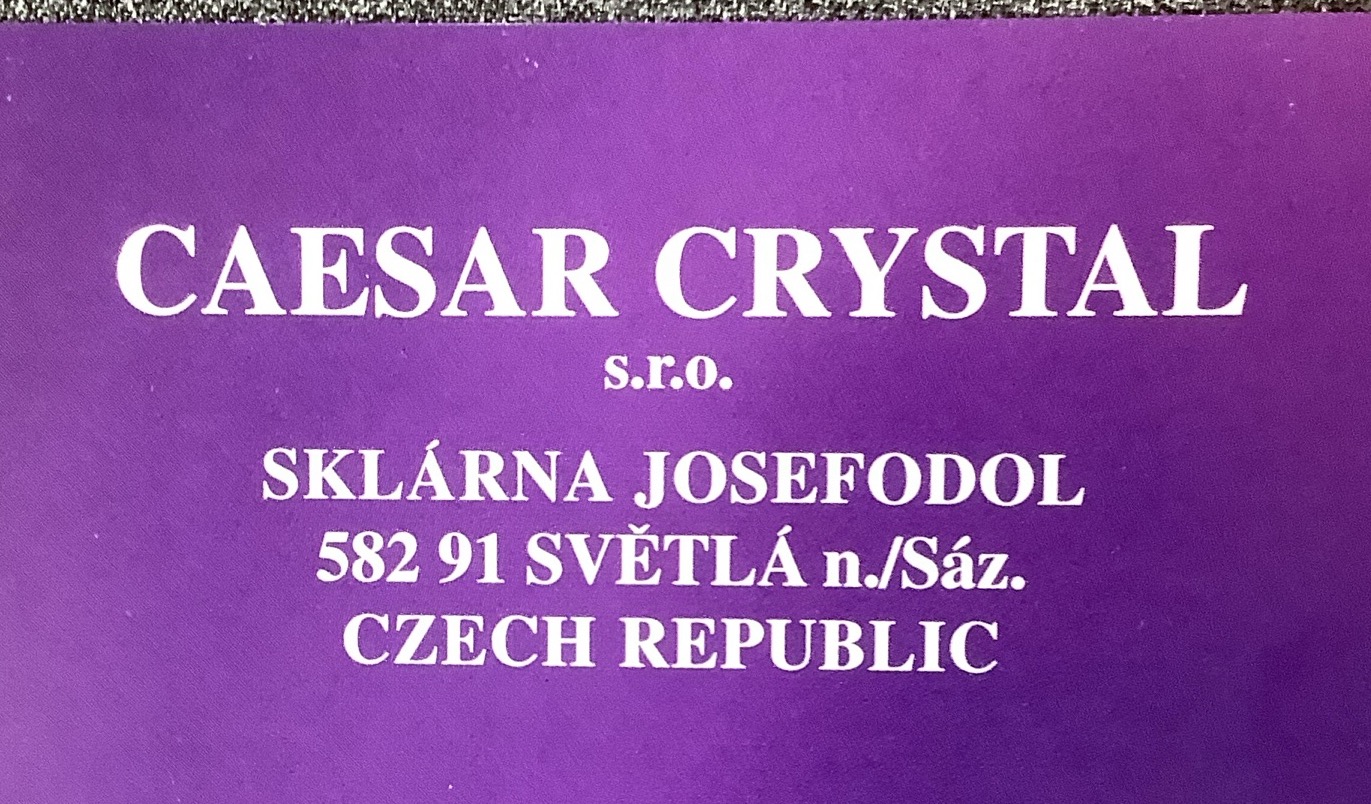 CAESAR CRYSTAL
s.r.o.
SKLÁRNA JOSEFODOL
582 91 SVĚTLÁ n./Sáz.
CZECH REPUBLIC